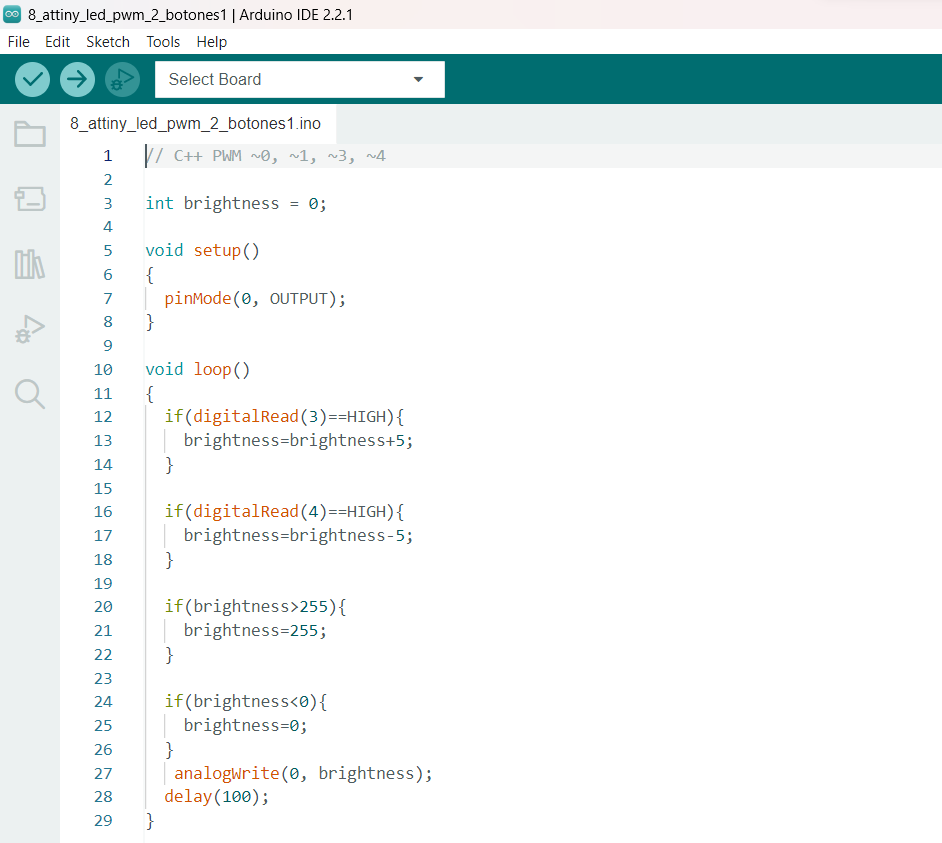 8_attiny_led_pwm_2_botones1 | Arduino IDE 2.2.1
File Edit Sketch Tools Help
Select Board
8_attiny_led_pwm_2_botones1.ino
1 // C++ PWM ~0, ~1, ~3, ~4
2
3 int brightness = 0;
4
5 void setup()
6 {
7 pinMode(0, OUTPUT);
8 }
9
10 void loop()
11 {
12 if(digitalRead(3)==HIGH){
13 brightness=brightness+5;
14 }
15
16 if(digitalRead(4)==HIGH){
17 brightness=brightness-5;
18 }
19
20 if(brightness>255){
21 brightness=255;
22 }
23
24 if(brightness<0){
25 brightness=0;
26 }
27 analogWrite(0, brightness);
28 delay(100);
29 }